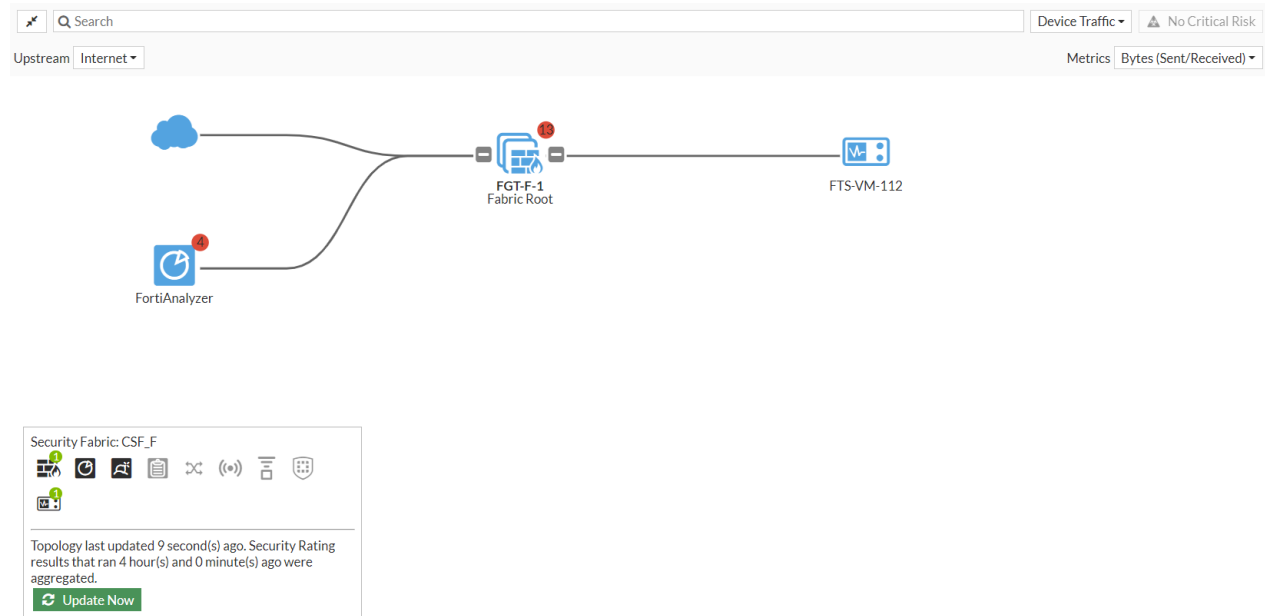 Search
Device Traffic
No Critical Risk
Upstream
Internet
Metrics
Bytes (Sent/Received)
13
FGT-F-1
Fabric Root
FTS-VM-112
4
FortiAnalyzer
Security Fabric: CSF_F
1
1
Topology last updated 9 second(s) ago. Security Rating
results that ran 4 hour(s) and 0 minute(s) ago were
aggregated.
Update Now